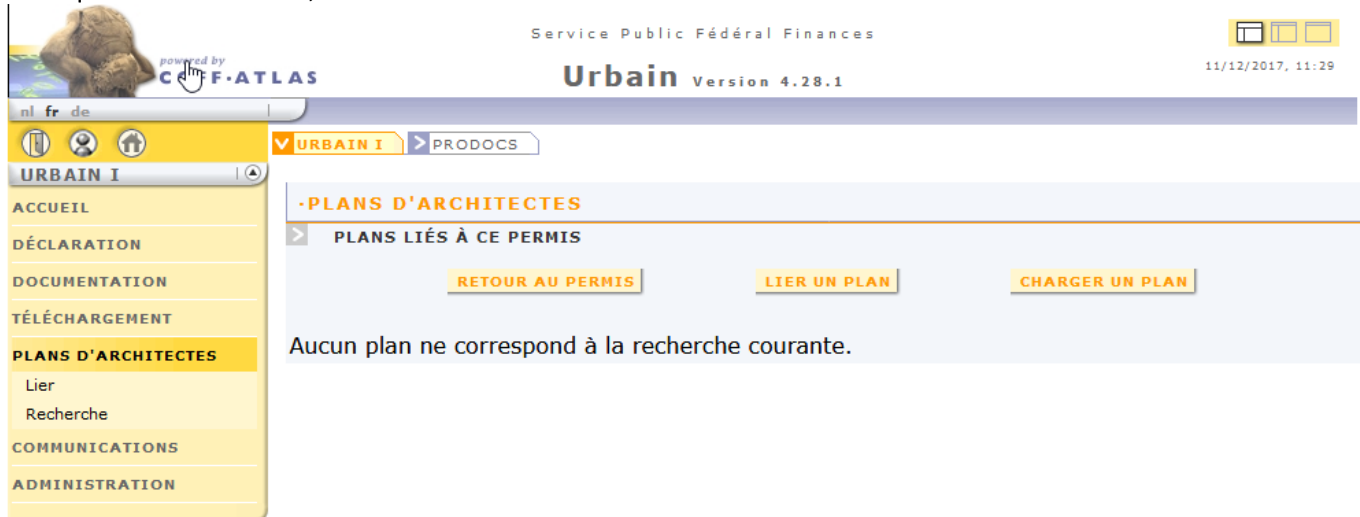 Service Public Fédéral Finances
powered by
COFF·ATLAS
Urbain Version 4.28.1
11/12/2017, 11:29
nl fr de
URBAIN I PRODOCS
URBAIN I
ACCUEIL
DÉCLARATION
DOCUMENTATION
TÉLÉCHARGEMENT
PLANS D'ARCHITECTES
Lier
Recherche
COMMUNICATIONS
ADMINISTRATION
·PLANS D'ARCHITECTES
PLANS LIÉS À CE PERMIS
RETOUR AU PERMIS LIER UN PLAN CHARGER UN PLAN
Aucun plan ne correspond à la recherche courante.